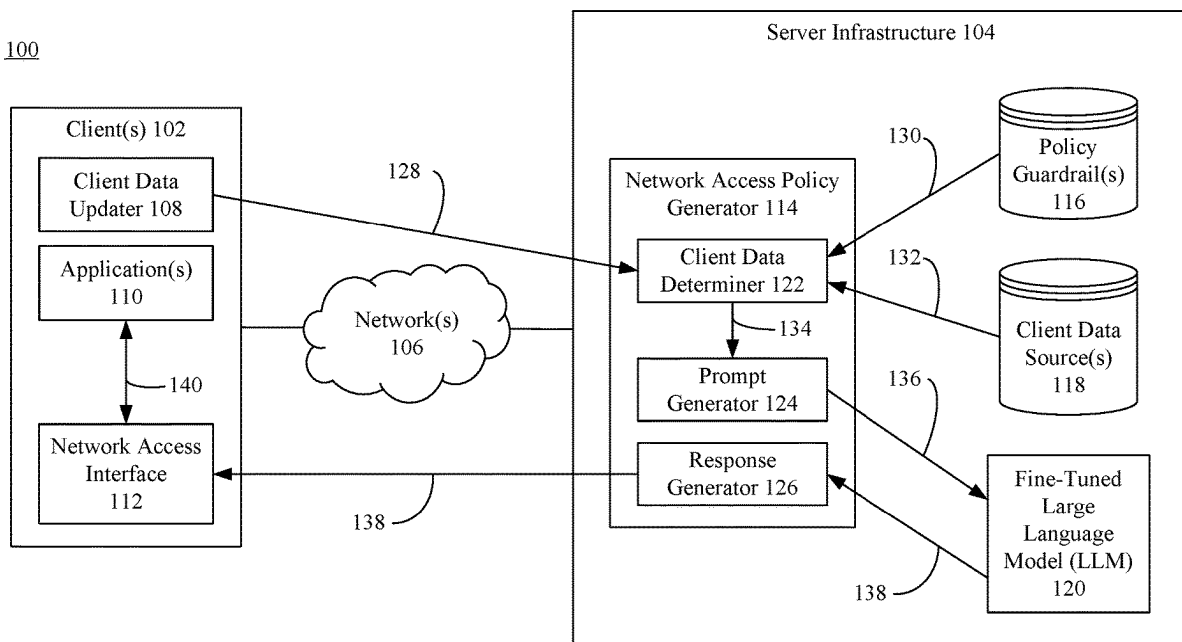 100
Server Infrastructure 104
Client(s) 102
Client Data
Updater 108
Application(s)
110
140
Network Access
Interface
112
128
Network(s)
106
138
Network Access Policy
Generator 114
Client Data
Determiner 122
134
Prompt
Generator 124
Response
Generator 126
130
Policy
Guardrail(s)
116
132
Client Data
Source(s)
118
136
Fine-Tuned
Large
Language
Model (LLM)
120
138